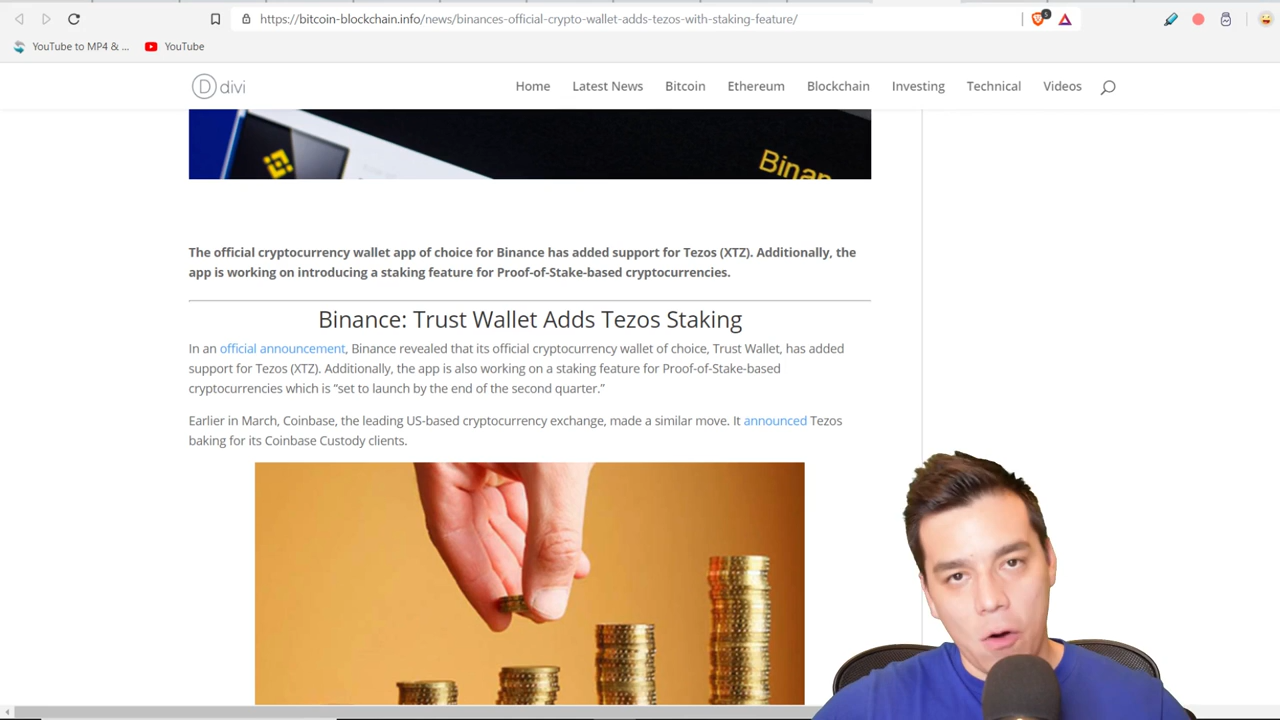 https://bitcoin-blockchain.info/news/binances-official-crypto-wallet-adds-tezos-with-staking-feature/
5
YouTube to MP4 & ...
YouTube
D divi
Home
Latest News
Bitcoin
Ethereum
Blockchain
Investing
Technical
Videos
Binan
The official cryptocurrency wallet app of choice for Binance has added support for Tezos (XTZ). Additionally, the
app is working on introducing a staking feature for Proof-of-Stake-based cryptocurrencies.
Binance: Trust Wallet Adds Tezos Staking
In an official announcement, Binance revealed that its official cryptocurrency wallet of choice, Trust Wallet, has added
support for Tezos (XTZ). Additionally, the app is also working on a staking feature for Proof-of-Stake-based
cryptocurrencies which is “set to launch by the end of the second quarter.”
Earlier in March, Coinbase, the leading US-based cryptocurrency exchange, made a similar move. It announced Tezos
baking for its Coinbase Custody clients.